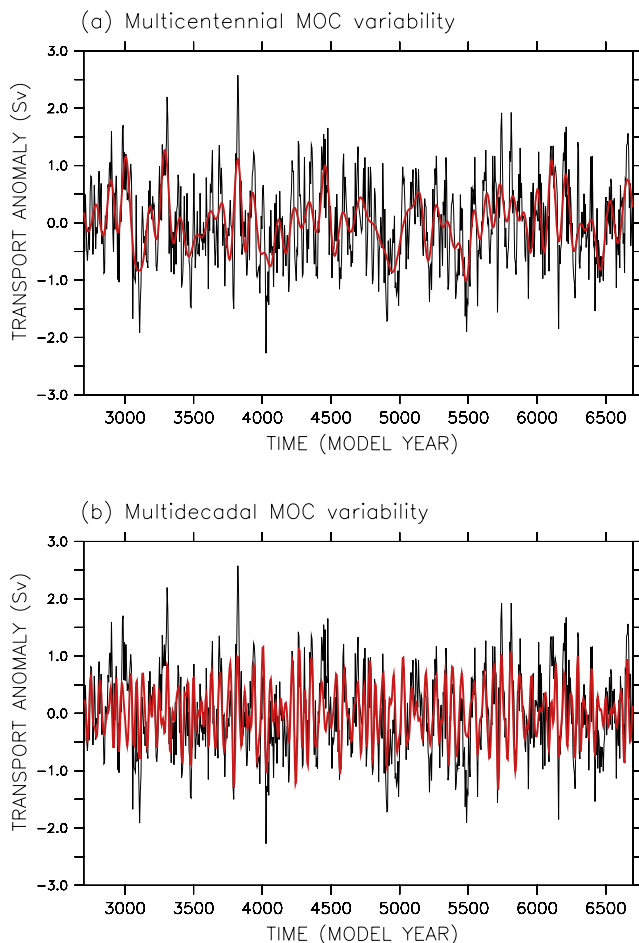 (a) Multicentennial MOC variability
TRANSPORT ANOMALY (Sv)
3.0
2.0
1.0
0.0
−1.0
−2.0
−3.0
3000 3500 4000 4500 5000 5500 6000 6500
TIME (MODEL YEAR)
(b) Multidecadal MOC variability
TRANSPORT ANOMALY (Sv)
3.0
2.0
1.0
0.0
−1.0
−2.0
−3.0
3000 3500 4000 4500 5000 5500 6000 6500
TIME (MODEL YEAR)